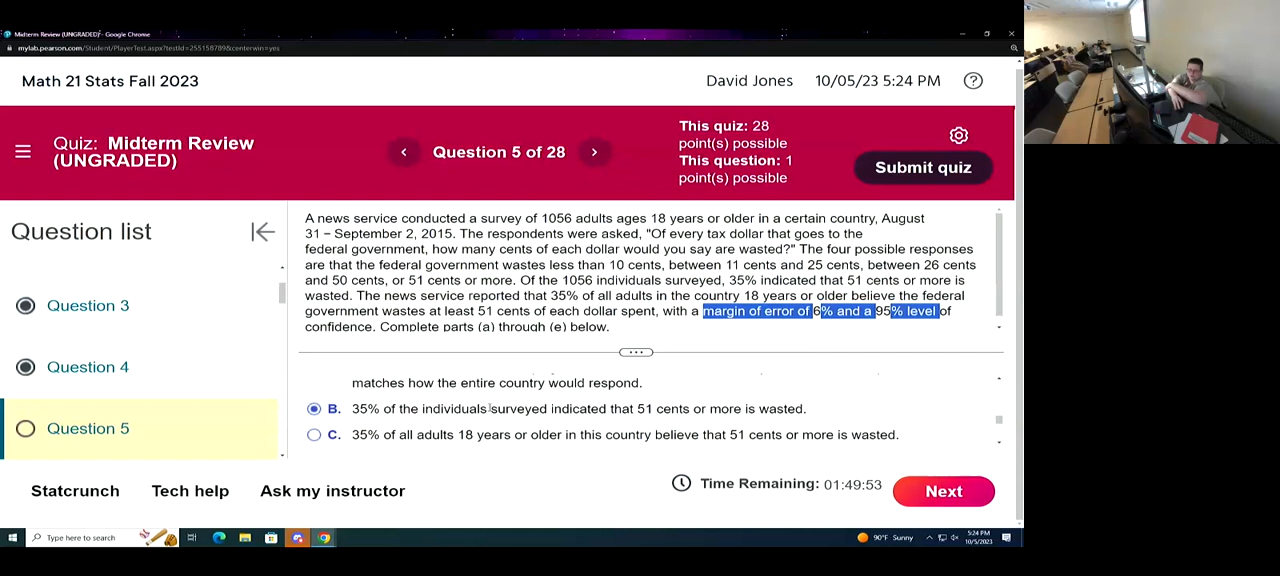 Midterm Review (UNGRADED) - Google Chrome
mylab.pearson.com/Student/PlayerTest.aspx?testId=255158789&centerwin=yes
Math 21 Stats Fall 2023
David Jones
10/05/23 5:24 PM
?
Quiz: Midterm Review
(UNGRADED)
Question 5 of 28
This quiz: 28
point(s) possible
This question: 1
point(s) possible
Submit quiz
Question list
Question 3
Question 4
Question 5
A news service conducted a survey of 1056 adults ages 18 years or older in a certain country, August
31 – September 2, 2015. The respondents were asked, "Of every tax dollar that goes to the
federal government, how many cents of each dollar would you say are wasted?" The four possible responses
are that the federal government wastes less than 10 cents, between 11 cents and 25 cents, between 26 cents
and 50 cents, or 51 cents or more. Of the 1056 individuals surveyed, 35% indicated that 51 cents or more is
wasted. The news service reported that 35% of all adults in the country 18 years or older believe the federal
government wastes at least 51 cents of each dollar spent, with a margin of error of 6% and a 95% level of
confidence. Complete parts (a) through (e) below.
matches how the entire country would respond.
B. 35% of the individuals surveyed indicated that 51 cents or more is wasted.
C. 35% of all adults 18 years or older in this country believe that 51 cents or more is wasted.
Statcrunch
Tech help
Ask my instructor
Time Remaining: 01:49:53
Next
Type here to search
90°F Sunny
5:24 PM
10/5/2023